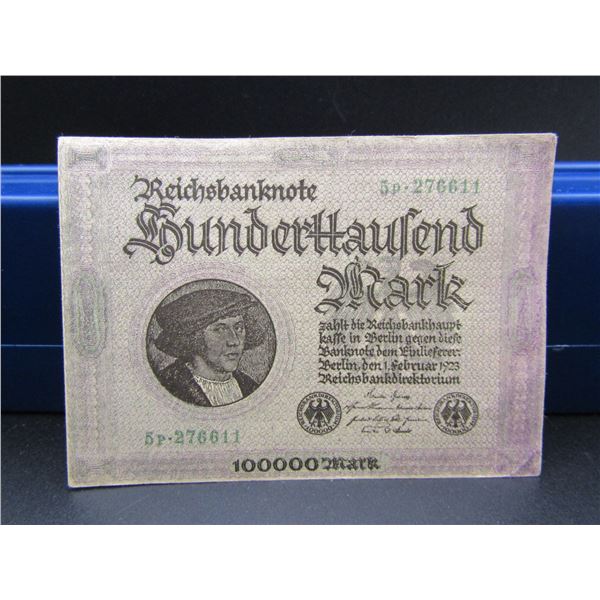 Reichsbanknote
5p·276611
Hunderttausend
Mark
zahlt die Reichsbankhaupt-
kasse in Berlin gegen diese
Banknote dem Einlieferer.
Berlin, den 1. Februar 1923
Reichsbankdirektorium
5p·276611
100000 Mark